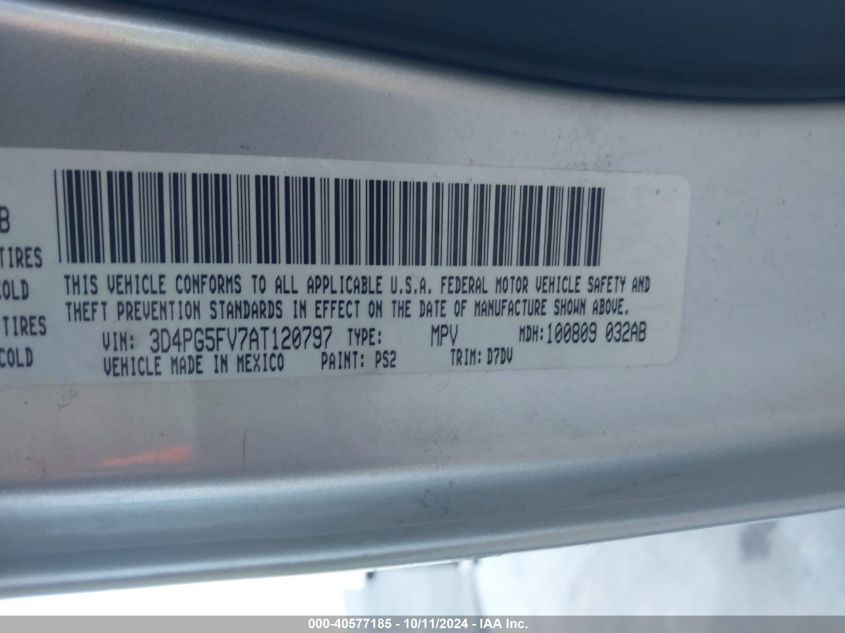 B
TIRES
COLD
TIRES
COLD
THIS VEHICLE CONFORMS TO ALL APPLICABLE U.S.A. FEDERAL MOTOR VEHICLE SAFETY AND
THEFT PREVENTION STANDARDS IN EFFECT ON THE DATE OF MANUFACTURE SHOWN ABOVE.
VIN: 3D4PG5FV7AT120797 TYPE: MPV MDH:100809 032AB
VEHICLE MADE IN MEXICO PAINT: PS2 TRIM: D7DV
000-40577185 - 10/11/2024 - IAA Inc.